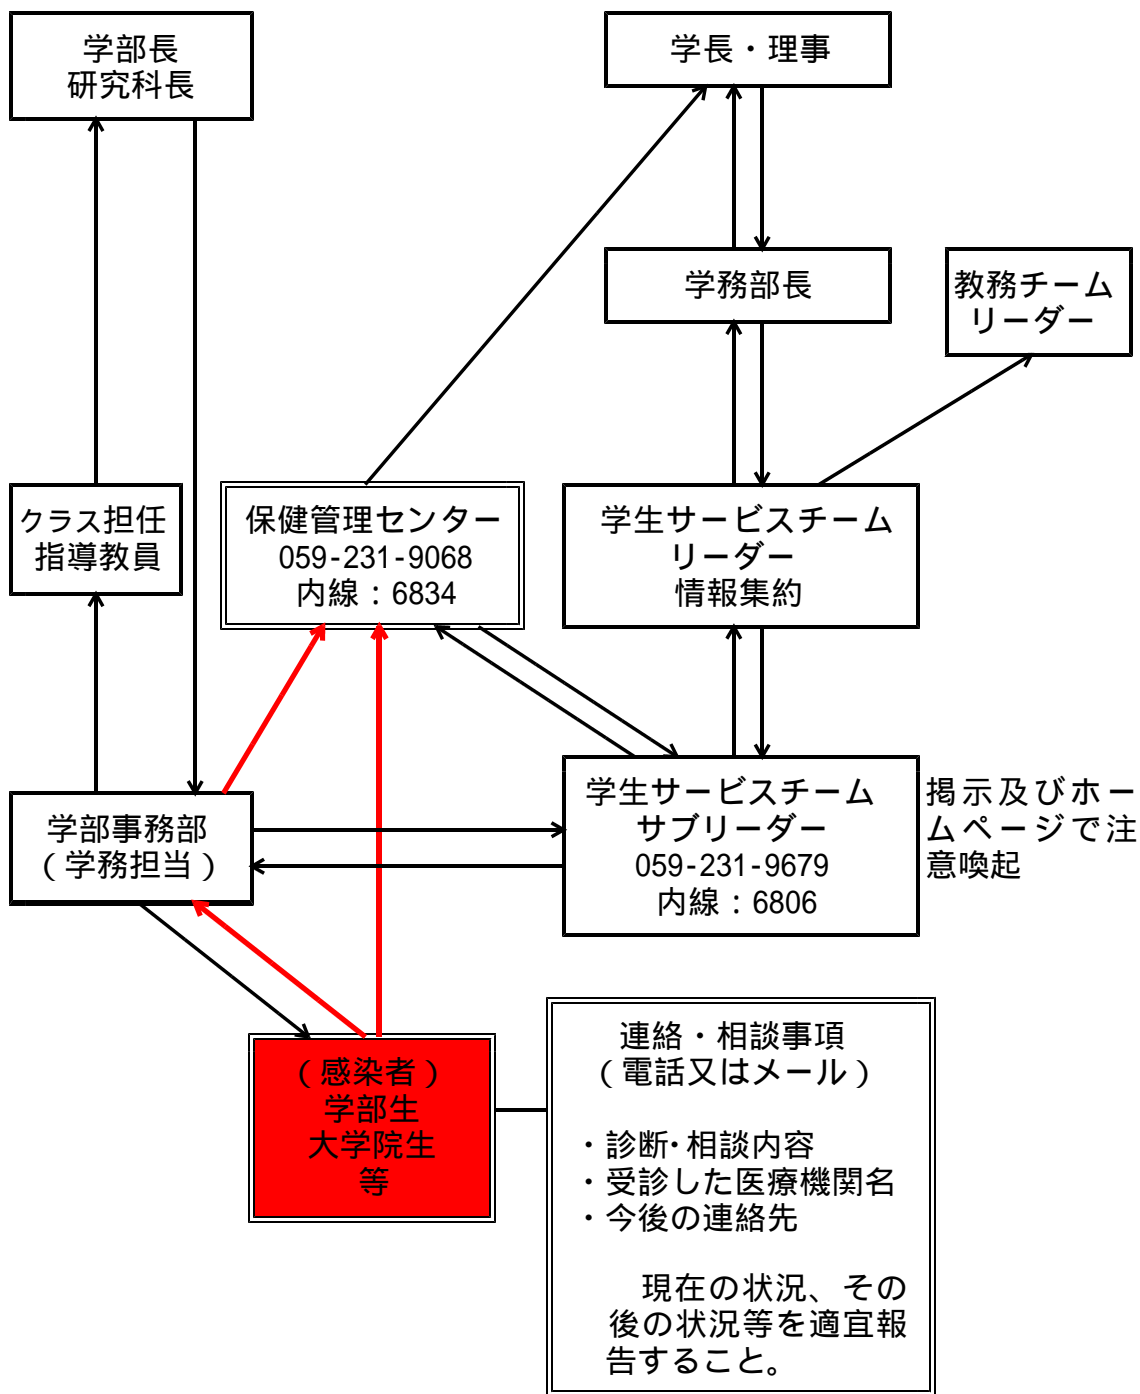 学部長
研究科長
学長・理事
学務部長
教務チーム
リーダー
クラス担任
指導教員
保健管理センター
059-231-9068
内線：6834
学生サービスチーム
リーダー
情報集約
学部事務部
（学務担当）
学生サービスチーム
サブリーダー
059-231-9679
内線：6806
掲示及びホー
ムページで注
意喚起
（感染者）
学部生
大学院生
等
連絡・相談事項
（電話又はメール）
・診断・相談内容
・受診した医療機関名
・今後の連絡先
現在の状況、その
後の状況等を適宜報
告すること。